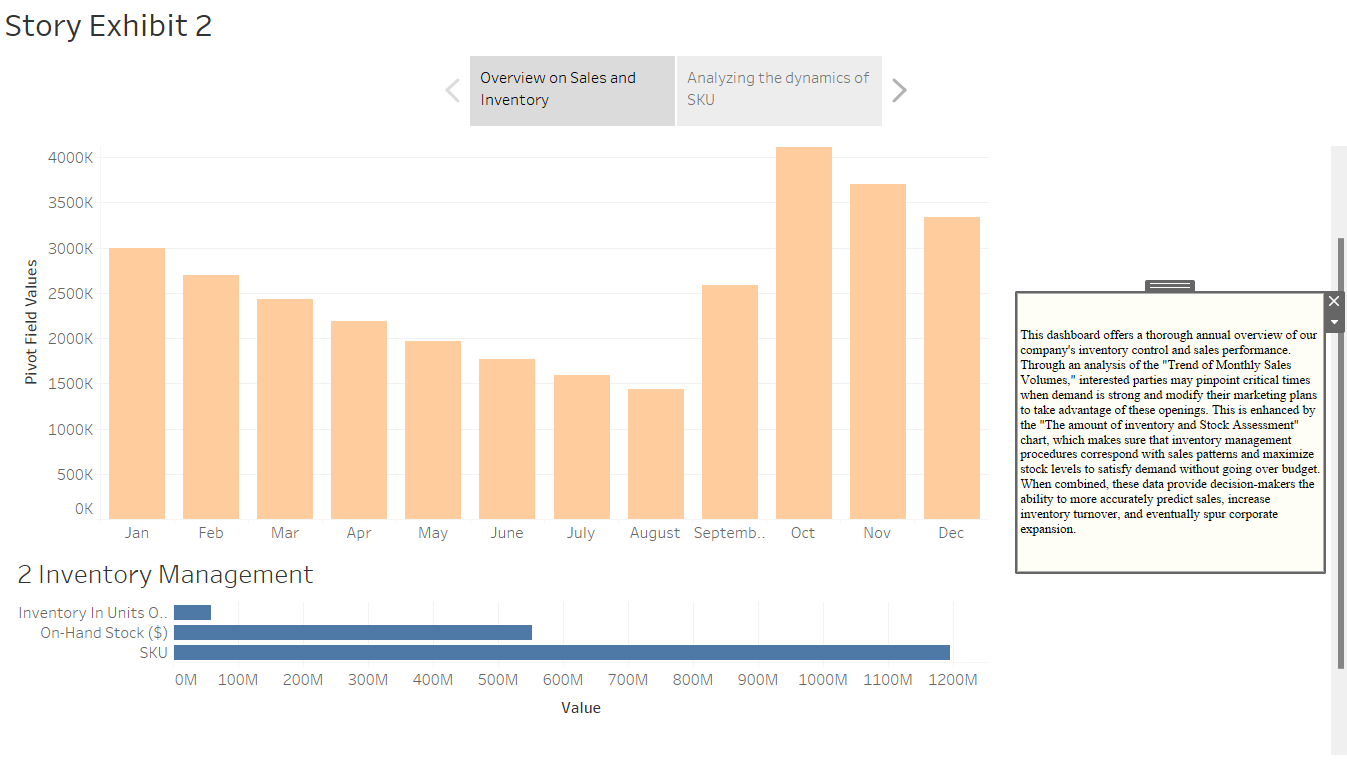 Story Exhibit 2
Overview on Sales and
Inventory
Analyzing the dynamics of
SKU
4000K
3500K
3000K
2500K
2000K
1500K
1000K
500K
0K
Pivot Field Values
Jan Feb Mar Apr May June July August Septemb.. Oct Nov Dec
2 Inventory Management
Inventory In Units O..
On-Hand Stock ($)
SKU
0M 100M 200M 300M 400M 500M 600M 700M 800M 900M 1000M 1100M 1200M
Value
This dashboard offers a thorough annual overview of our
company's inventory control and sales performance.
Through an analysis of the "Trend of Monthly Sales
Volumes," interested parties may pinpoint critical times
when demand is strong and modify their marketing plans
to take advantage of these openings. This is enhanced by
the "The amount of inventory and Stock Assessment"
chart, which makes sure that inventory management
procedures correspond with sales patterns and maximize
stock levels to satisfy demand without going over budget.
When combined, these data provide decision-makers the
ability to more accurately predict sales, increase
inventory turnover, and eventually spur corporate
expansion.